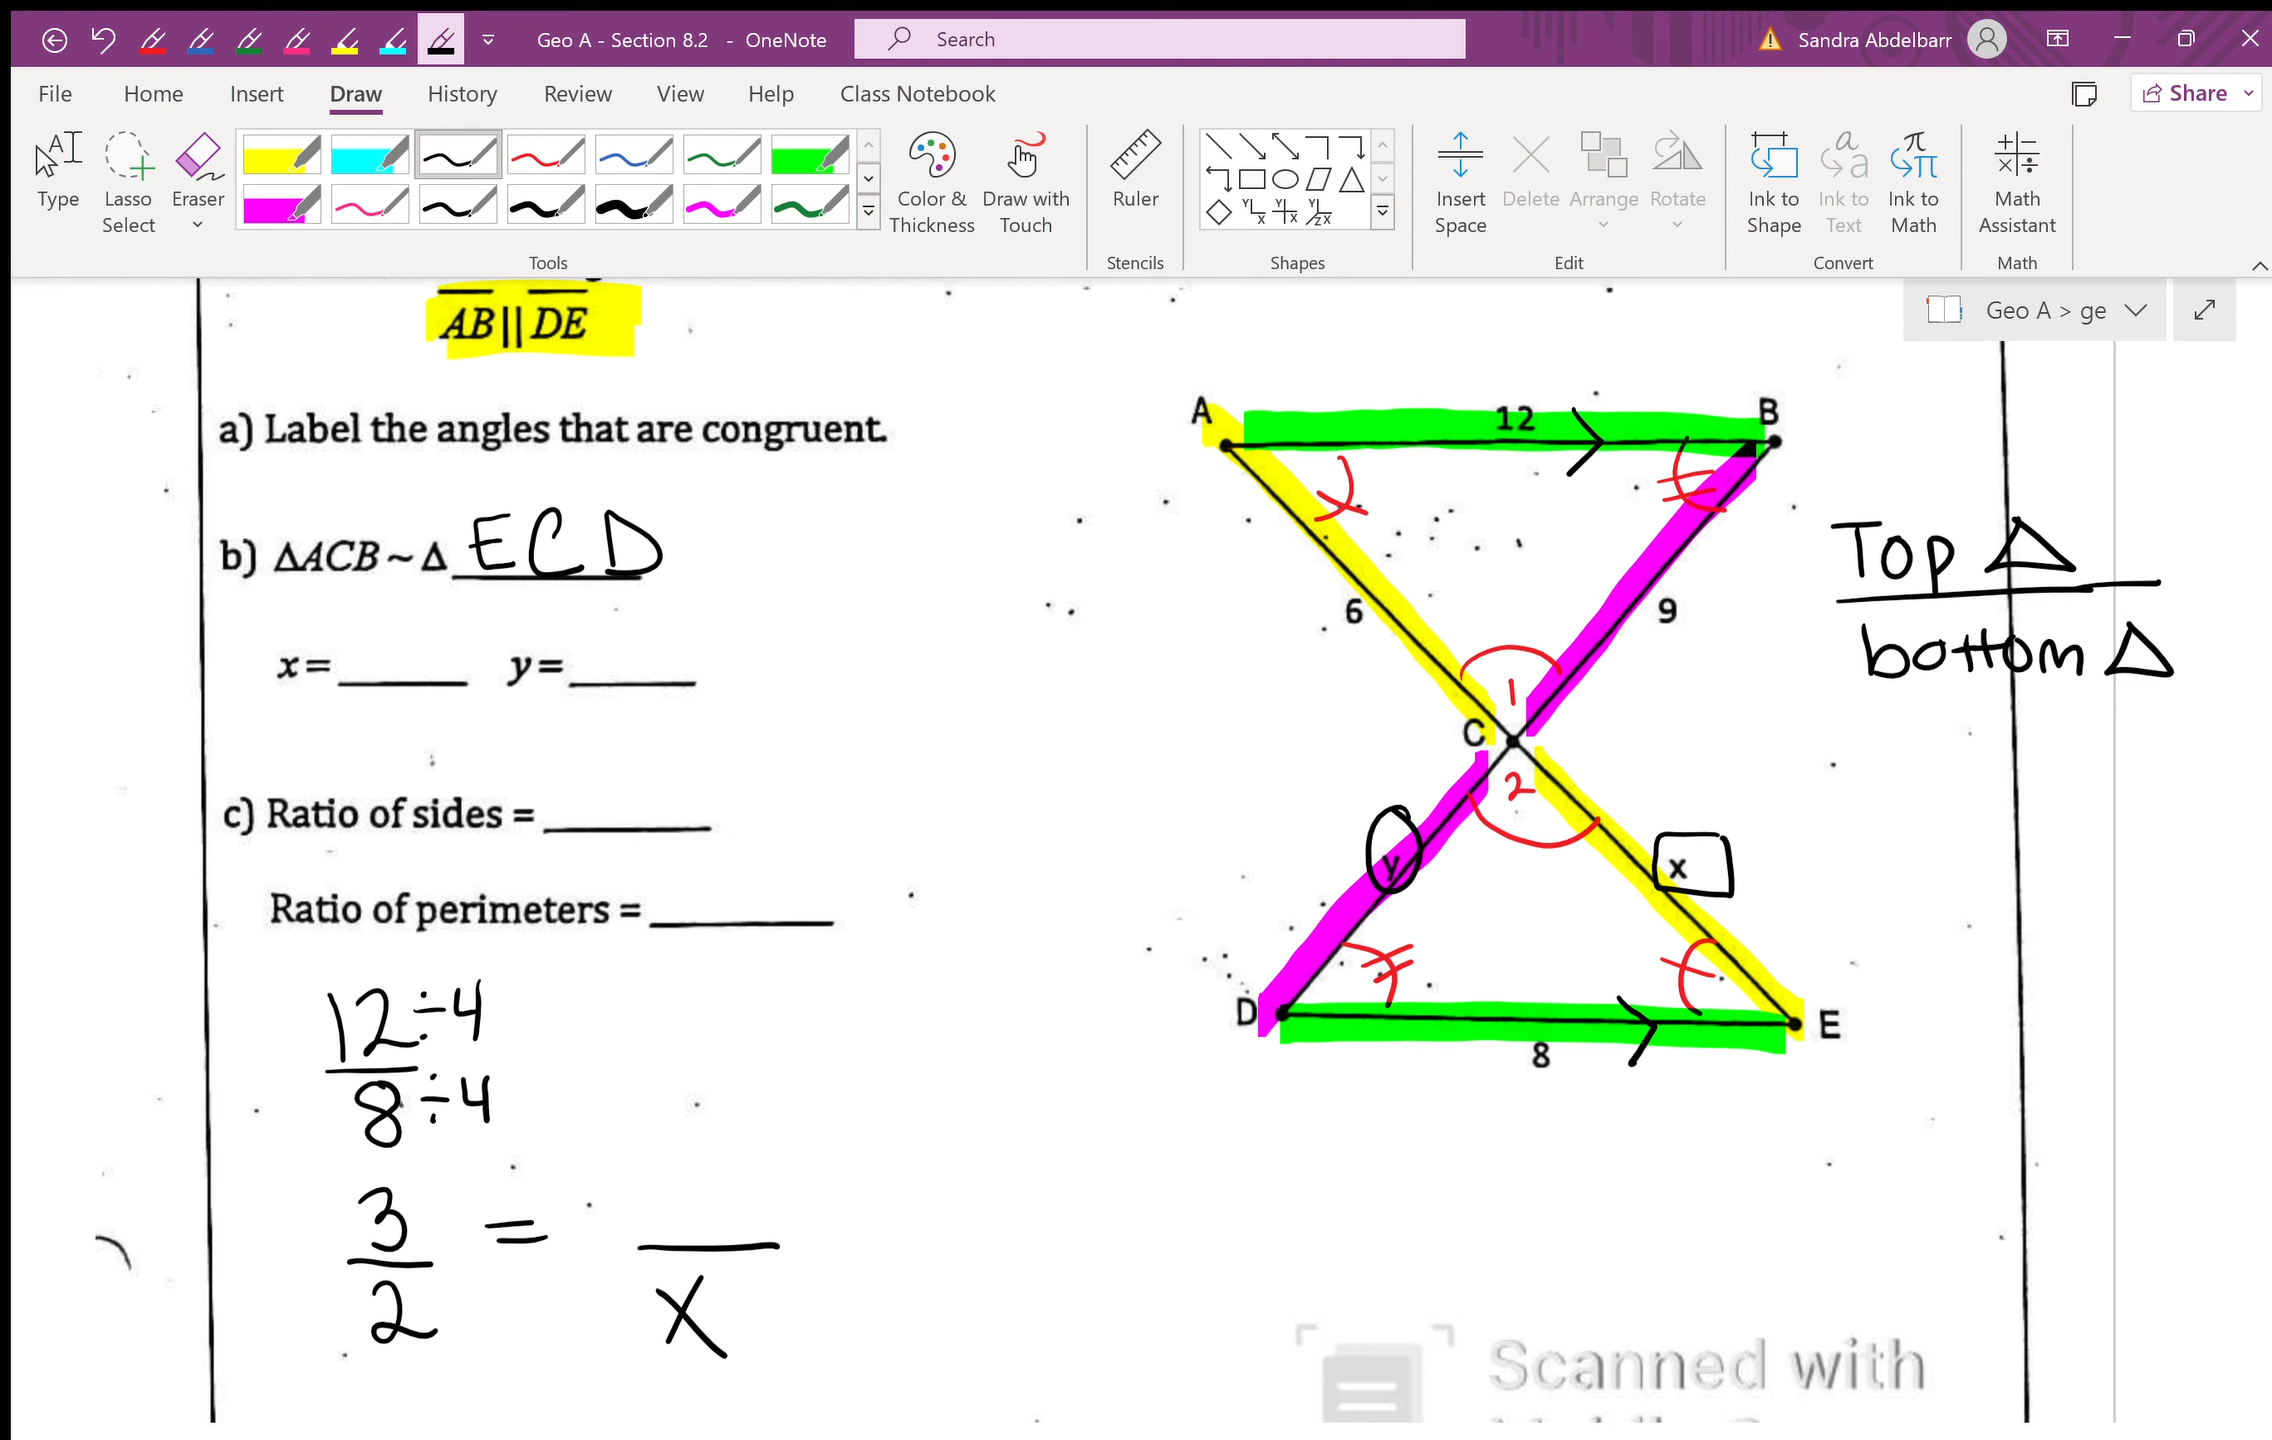 Geo A - Section 8.2 - OneNote
Search
Sandra Abdelbarr
File Home Insert Draw History Review View Help Class Notebook
Share
Type
Lasso Select
Eraser
Color & Thickness
Draw with Touch
Ruler
Insert Space
Delete
Arrange
Rotate
Ink to Shape
Ink to Text
Ink to Math
Math Assistant
Tools Stencils Shapes Edit Convert Math
Geo A > ge
AB || DE
a) Label the angles that are congruent.
b) ΔACB ~ Δ ECD
x = ______ y = ______
c) Ratio of sides = ______
Ratio of perimeters = ______
12 ÷ 4
8 ÷ 4
3 =
2 x
A 12 B
6 9
1
C
2
y x
D E
8
Top Δ
bottom Δ
Scanned with